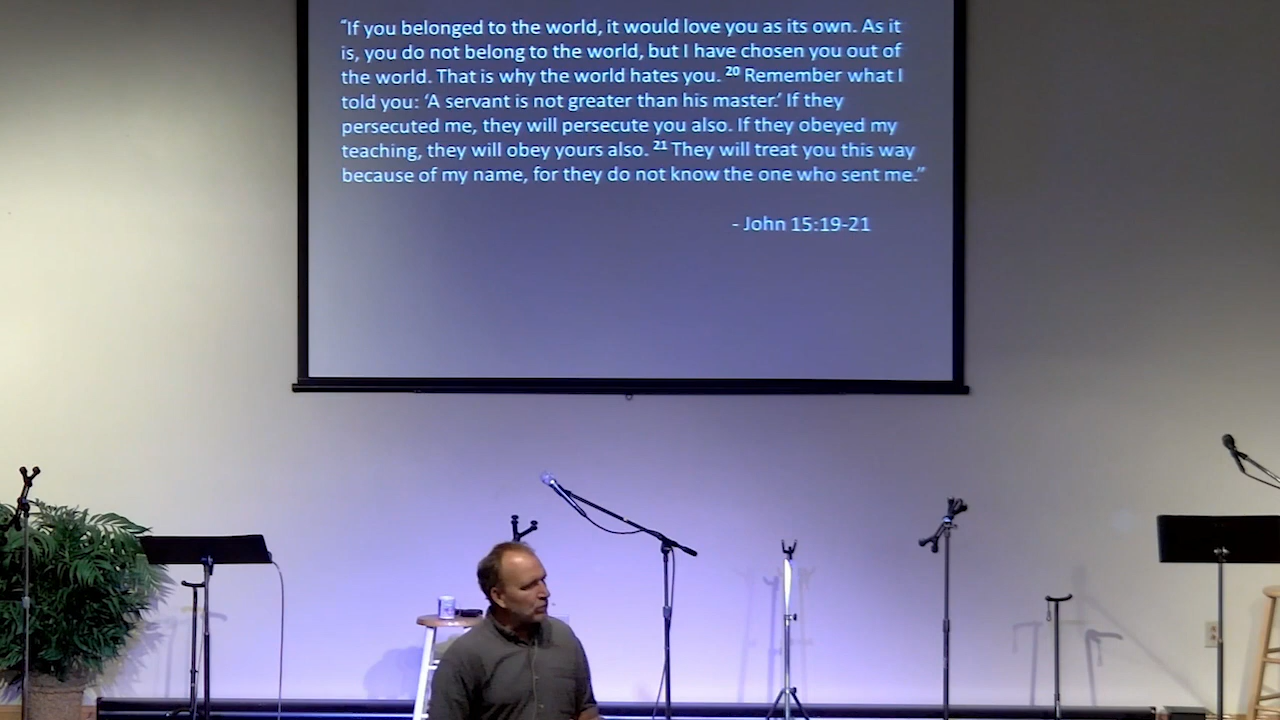 “If you belonged to the world, it would love you as its own. As it
is, you do not belong to the world, but I have chosen you out of
the world. That is why the world hates you. ²⁰ Remember what I
told you: ‘A servant is not greater than his master.’ If they
persecuted me, they will persecute you also. If they obeyed my
teaching, they will obey yours also. ²¹ They will treat you this way
because of my name, for they do not know the one who sent me.”
- John 15:19-21